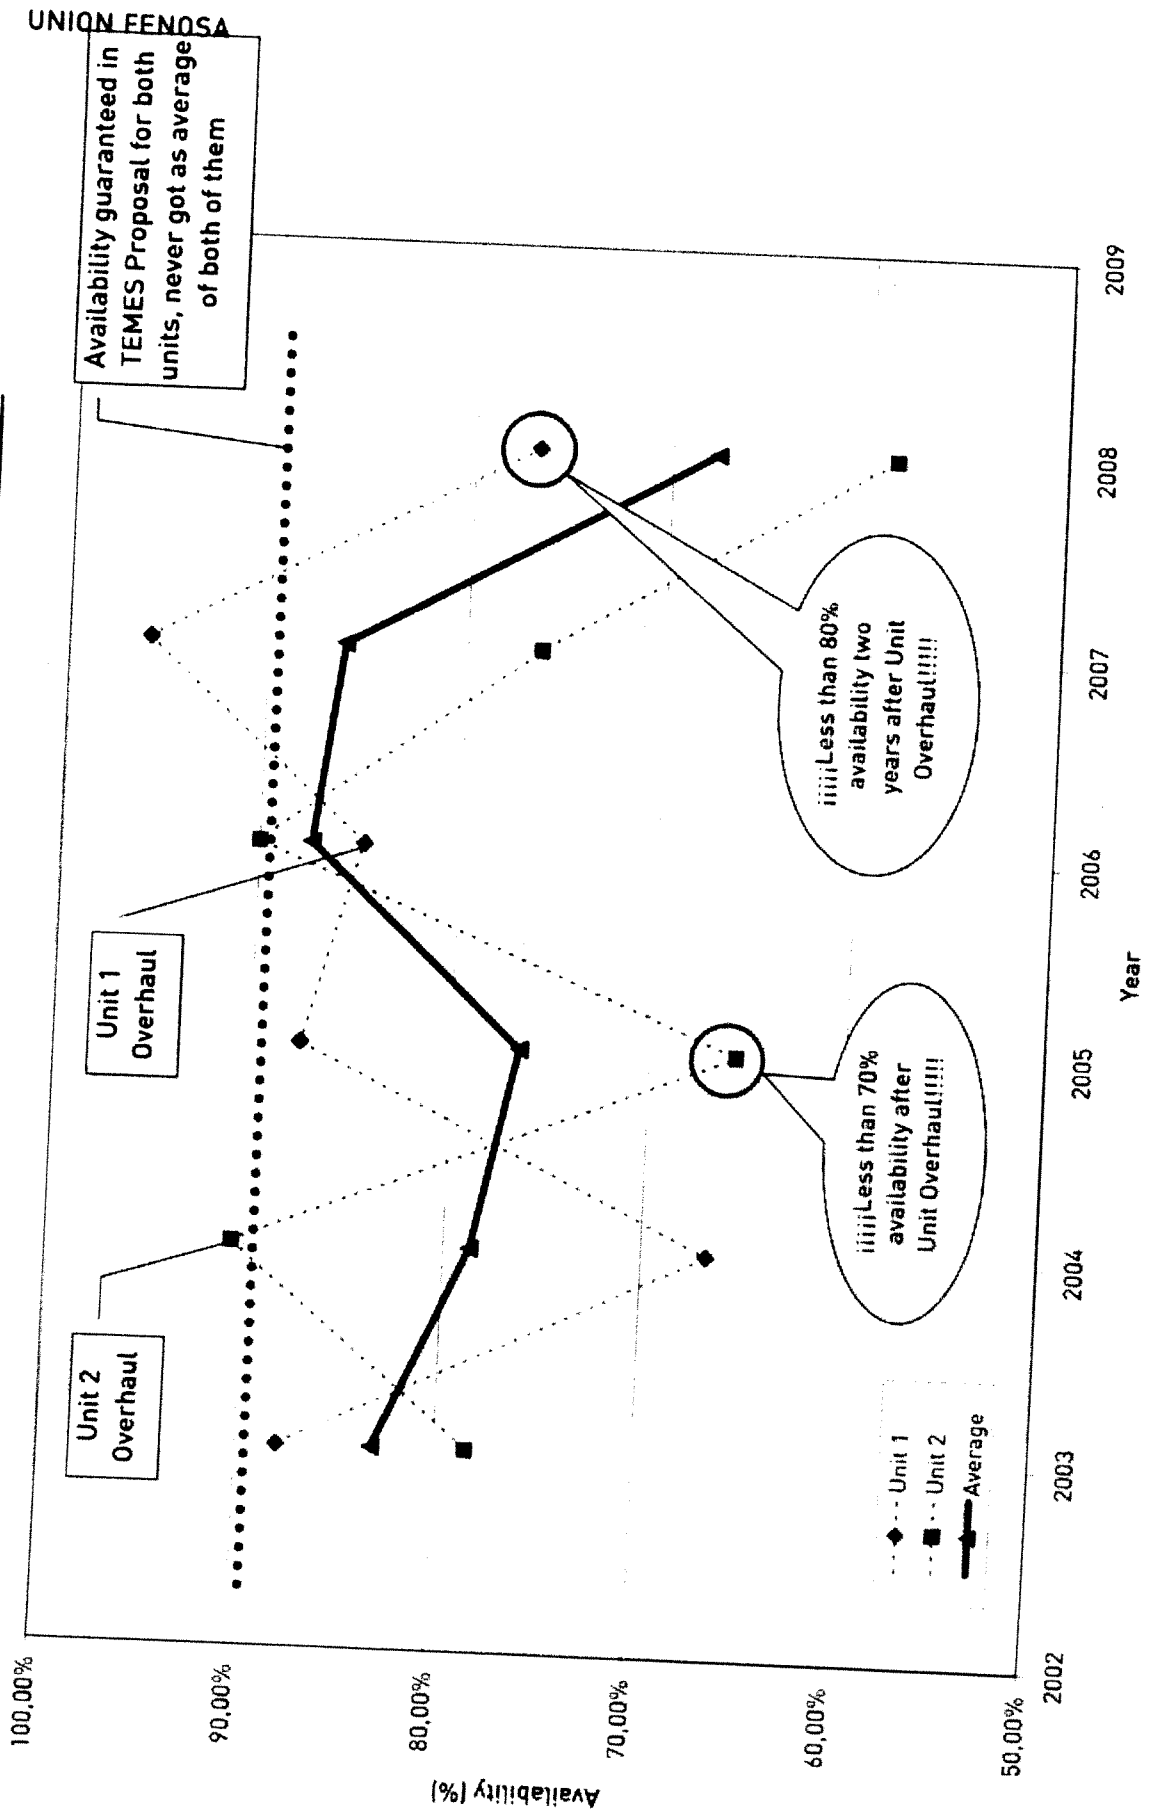 UNION FENOSA
Availability guaranteed in
TEMES Proposal for both
units, never got as average
of both of them
Unit 2
Overhaul
Unit 1
Overhaul
100,00%
90,00%
80,00%
70,00%
60,00%
50,00%
Availability (%)
¡¡¡¡¡Less than 70%
availability after
Unit Overhaul!!!!!
¡¡¡¡¡Less than 80%
availability two
years after Unit
Overhaul!!!!!
Unit 1
Unit 2
Average
2002
2003
2004
2005
2006
2007
2008
2009
Year